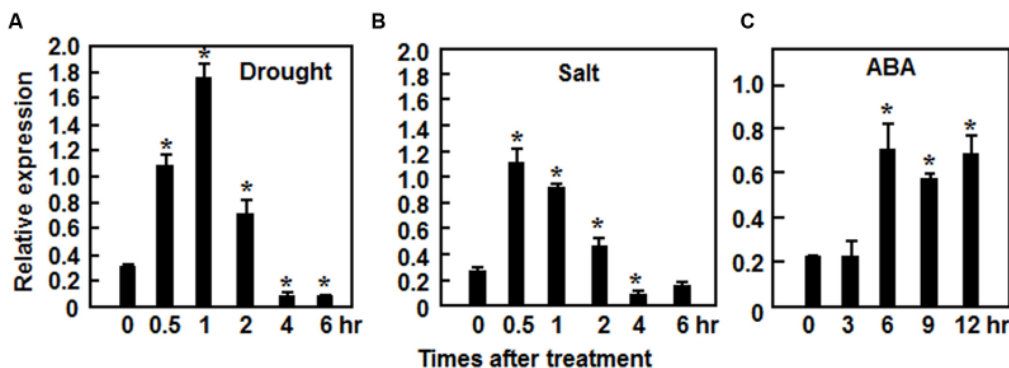 A
Relative expression
2.0
1.8
1.6
1.4
1.2
1.0
0.8
0.6
0.4
0.2
0
Drought
* * * * *
0 0.5 1 2 4 6 hr
B
2.0
1.8
1.6
1.4
1.2
1.0
0.8
0.6
0.4
0.2
0
Salt
* * * *
0 0.5 1 2 4 6 hr
C
1.0
0.8
0.6
0.4
0.2
0
ABA
* * *
0 3 6 9 12 hr
Times after treatment